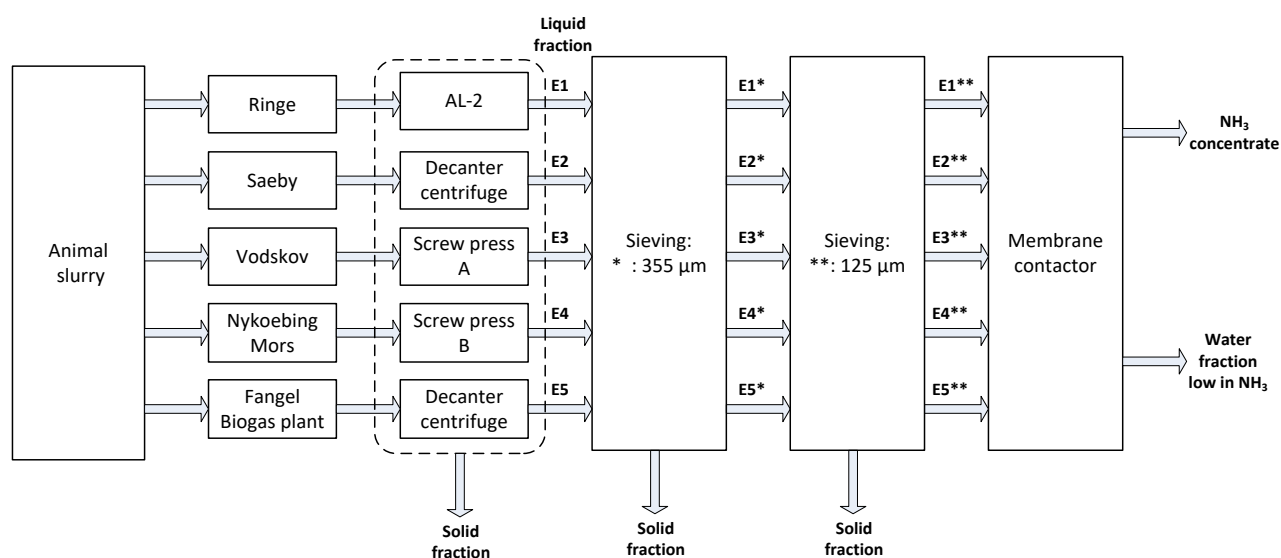 Animal
slurry
Ringe
Saeby
Vodskov
Nykoebing
Mors
Fangel
Biogas plant
AL-2
Decanter
centrifuge
Screw press
A
Screw press
B
Decanter
centrifuge
Solid
fraction
Liquid
fraction
E1
E2
E3
E4
E5
Sieving:
* : 355 µm
Solid
fraction
E1*
E2*
E3*
E4*
E5*
Sieving:
**: 125 µm
Solid
fraction
E1**
E2**
E3**
E4**
E5**
Membrane
contactor
NH₃
concentrate
Water
fraction
low in NH₃